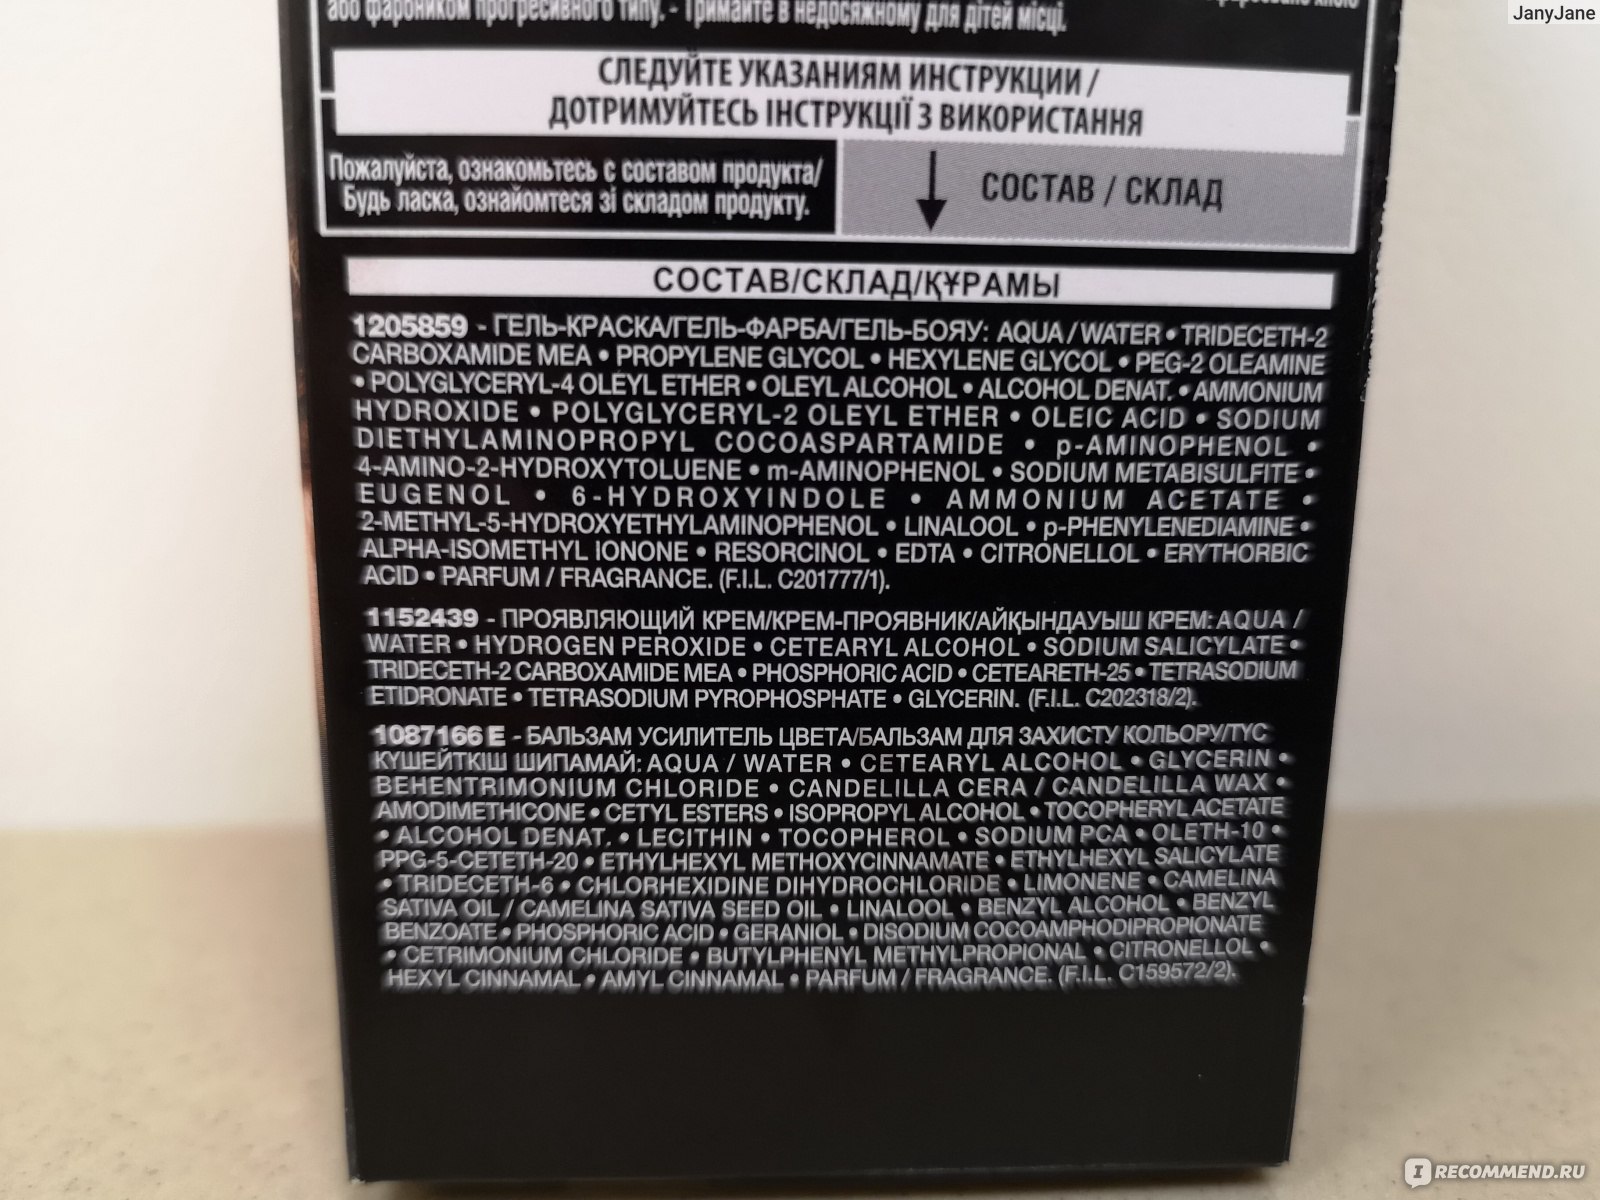 JanyJane
або фарбником прогресивного типу. - Тримайте в недосяжному для дітей місці.
СЛЕДУЙТЕ УКАЗАНИЯМ ИНСТРУКЦИИ /
ДОТРИМУЙТЕСЬ ІНСТРУКЦІЇ З ВИКОРИСТАННЯ
Пожалуйста, ознакомьтесь с составом продукта/
Будь ласка, ознайомтеся зі складом продукту.
СОСТАВ / СКЛАД
СОСТАВ/СКЛАД/ҚҰРАМЫ
1205859 - ГЕЛЬ-КРАСКА/ГЕЛЬ-ФАРБА/ГЕЛЬ-БОЯУ: AQUA / WATER • TRIDECETH-2
CARBOXAMIDE MEA • PROPYLENE GLYCOL • HEXYLENE GLYCOL • PEG-2 OLEAMINE
• POLYGLYCERYL-4 OLEYL ETHER • OLEYL ALCOHOL • ALCOHOL DENAT. • AMMONIUM
HYDROXIDE • POLYGLYCERYL-2 OLEYL ETHER • OLEIC ACID • SODIUM
DIETHYLAMINOPROPYL COCOASPARTAMIDE • p-AMINOPHENOL •
4-AMINO-2-HYDROXYTOLUENE • m-AMINOPHENOL • SODIUM METABISULFITE •
EUGENOL • 6-HYDROXYINDOLE • AMMONIUM ACETATE •
2-METHYL-5-HYDROXYETHYLAMINOPHENOL • LINALOOL • p-PHENYLENEDIAMINE •
ALPHA-ISOMETHYL IONONE • RESORCINOL • EDTA • CITRONELLOL • ERYTHORBIC
ACID • PARFUM / FRAGRANCE. (F.I.L. C201777/1).
1152439 - ПРОЯВЛЯЮЩИЙ КРЕМ/КРЕМ-ПРОЯВНИК/АЙҚЫНДАУЫШ КРЕМ: AQUA /
WATER • HYDROGEN PEROXIDE • CETEARYL ALCOHOL • SODIUM SALICYLATE •
TRIDECETH-2 CARBOXAMIDE MEA • PHOSPHORIC ACID • CETEARETH-25 • TETRASODIUM
ETIDRONATE • TETRASODIUM PYROPHOSPHATE • GLYCERIN. (F.I.L. C202318/2).
1087166 E - БАЛЬЗАМ УСИЛИТЕЛЬ ЦВЕТА/БАЛЬЗАМ ДЛЯ ЗАХИСТУ КОЛЬОРУ/ТҮС
КҮШЕЙТКІШ ШИПАМАЙ: AQUA / WATER • CETEARYL ALCOHOL • GLYCERIN •
BEHENTRIMONIUM CHLORIDE • CANDELILLA CERA / CANDELILLA WAX •
AMODIMETHICONE • CETYL ESTERS • ISOPROPYL ALCOHOL • TOCOPHERYL ACETATE
• ALCOHOL DENAT. • LECITHIN • TOCOPHEROL • SODIUM PCA • OLETH-10 •
PPG-5-CETETH-20 • ETHYLHEXYL METHOXYCINNAMATE • ETHYLHEXYL SALICYLATE
• TRIDECETH-6 • CHLORHEXIDINE DIHYDROCHLORIDE • LIMONENE • CAMELINA
SATIVA OIL / CAMELINA SATIVA SEED OIL • LINALOOL • BENZYL ALCOHOL • BENZYL
BENZOATE • PHOSPHORIC ACID • GERANIOL • DISODIUM COCOAMPHODIPROPIONATE
• CETRIMONIUM CHLORIDE • BUTYLPHENYL METHYLPROPIONAL • CITRONELLOL •
HEXYL CINNAMAL • AMYL CINNAMAL • PARFUM / FRAGRANCE. (F.I.L. C159572/2).
IRECOMMEND.RU